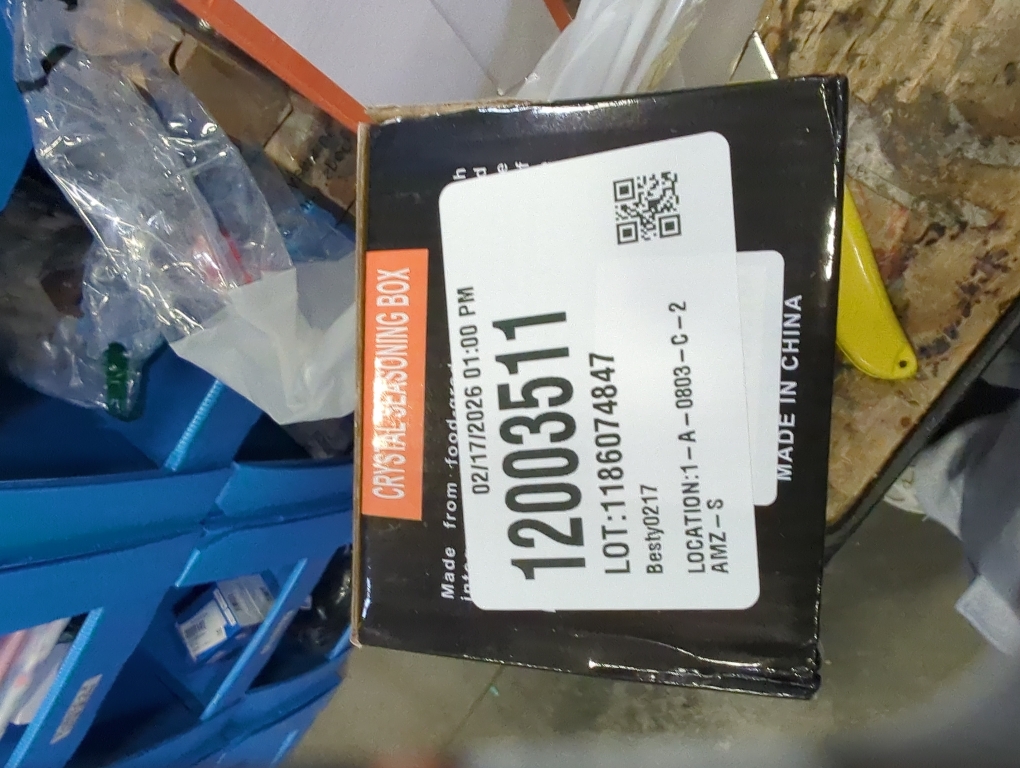 CRYSTAL SEASONING BOX
Made from food
02/17/2026 01:00 PM
12003511
LOT:1186074847
Besty0217
LOCATION:1-A-0803-C-2
AMZ-S
MADE IN CHINA